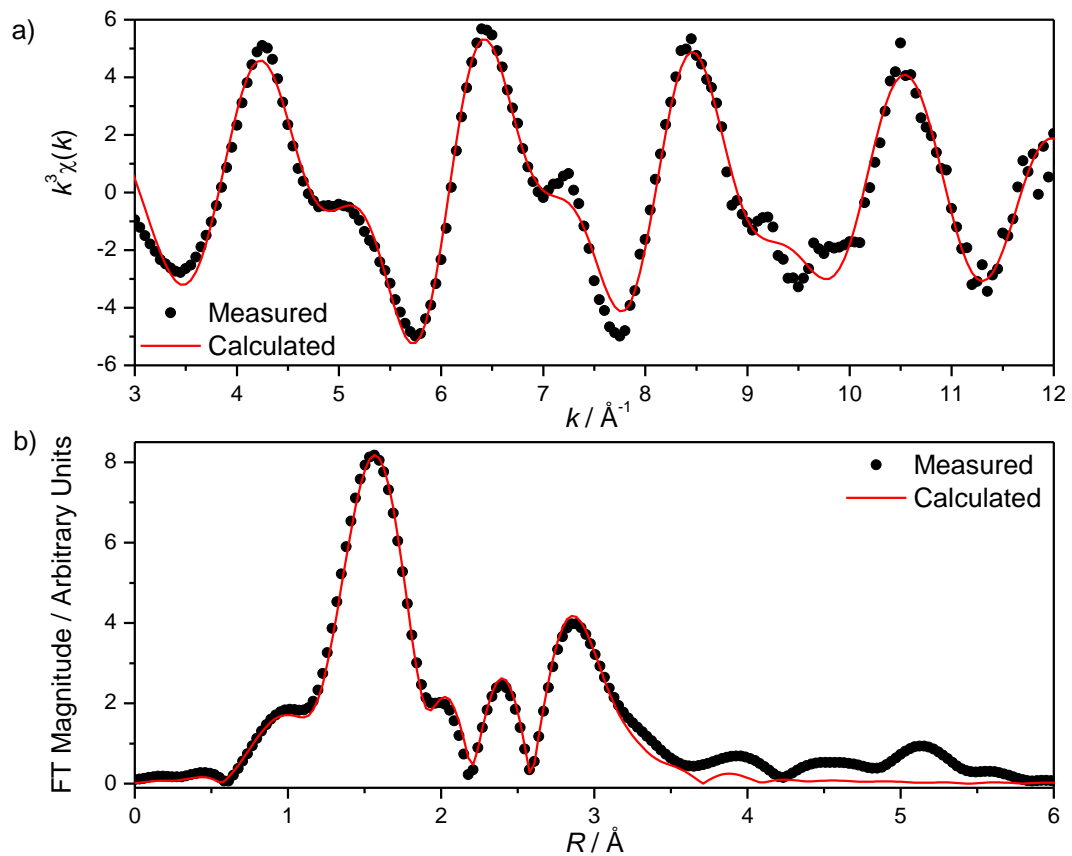 a)
k³χ(k)
6
4
2
0
-2
-4
-6
Measured
Calculated
3 4 5 6 7 8 9 10 11 12
k / Å⁻¹
b)
FT Magnitude / Arbitrary Units
8
6
4
2
0
Measured
Calculated
0 1 2 3 4 5 6
R / Å